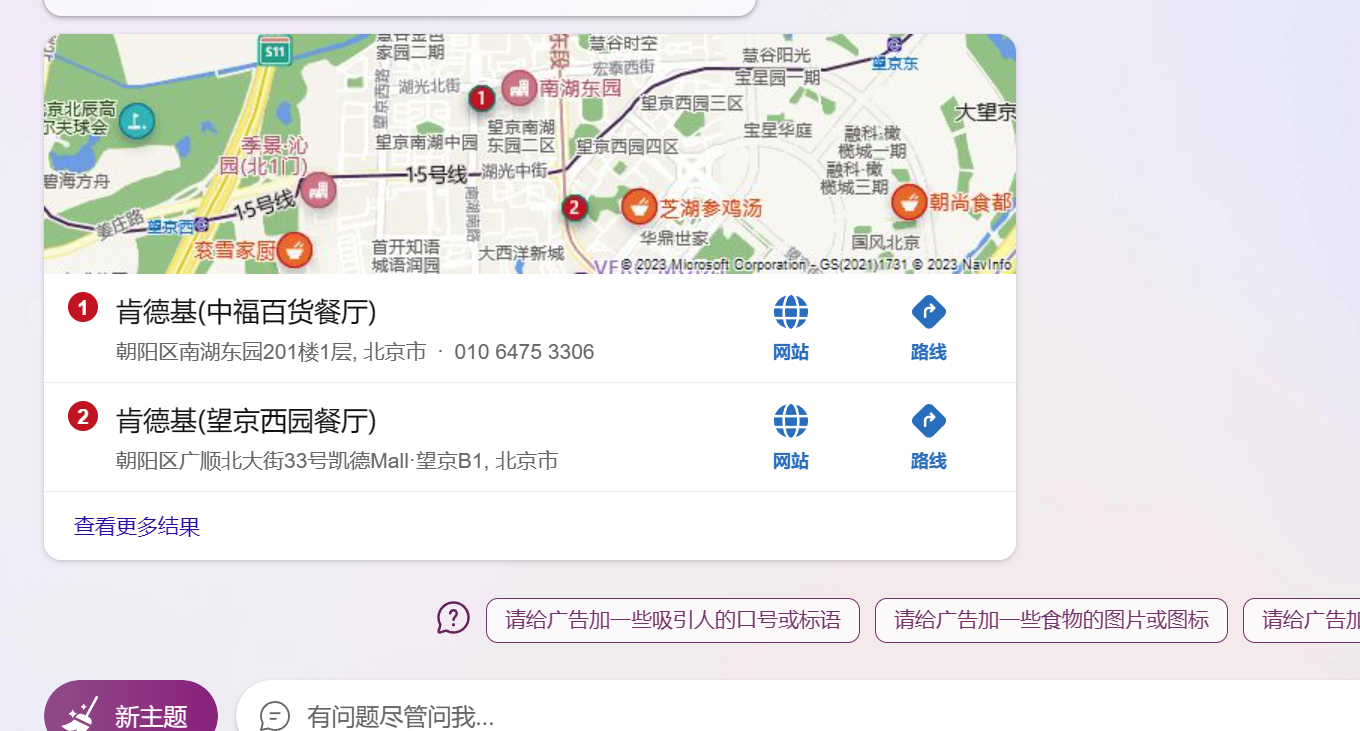 S11
家园二期
慧谷时空
宏泰西街
慧谷阳光
宝星园一期
望京东
湖光北街
望京西路
1
南湖东园
望京西园三区
大望京
京北辰高
尔夫球会
望京南湖
东园二区
望京南湖中园
望京西园四区
宝星华庭
融科·橄
榄城一期
融科·橄
榄城三期
季景·沁
园(北1门)
碧海方舟
15号线
湖光中街
15号线
姜庄路
望京西
南湖南路
2
芝湖参鸡汤
朝尚食都
华鼎世家
国风北京
裘雪家厨
首开知语
城语润园
大西洋新城
© 2023 Microsoft Corporation - GS(2021)1731 © 2023 NavInfo
1
肯德基(中福百货餐厅)
朝阳区南湖东园201楼1层, 北京市 · 010 6475 3306
网站
路线
2
肯德基(望京西园餐厅)
朝阳区广顺北大街33号凯德Mall·望京B1, 北京市
网站
路线
查看更多结果
请给广告加一些吸引人的口号或标语
请给广告加一些食物的图片或图标
请给广告加
新主题
有问题尽管问我...